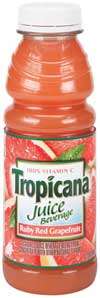 100% VITAMIN C
Tropicana
Juice
Beverage
Ruby Red Grapefruit